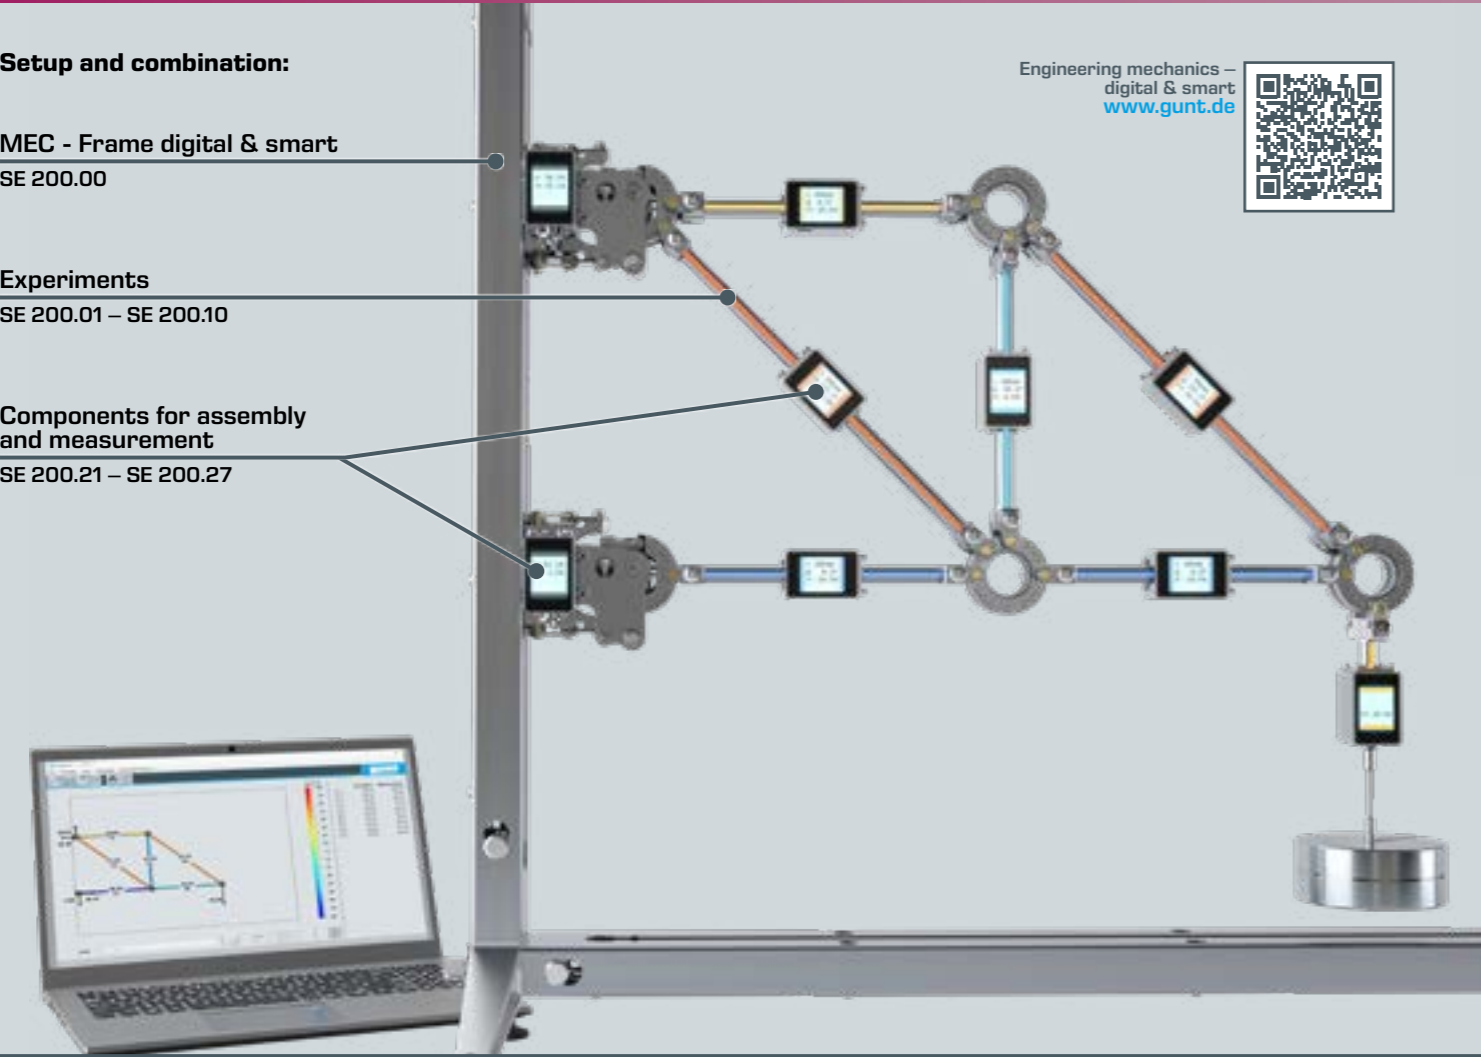 Setup and combination:
MEC - Frame digital & smart
SE 200.00
Experiments
SE 200.01 – SE 200.10
Components for assembly
and measurement
SE 200.21 – SE 200.27
Engineering mechanics –
digital & smart
www.gunt.de